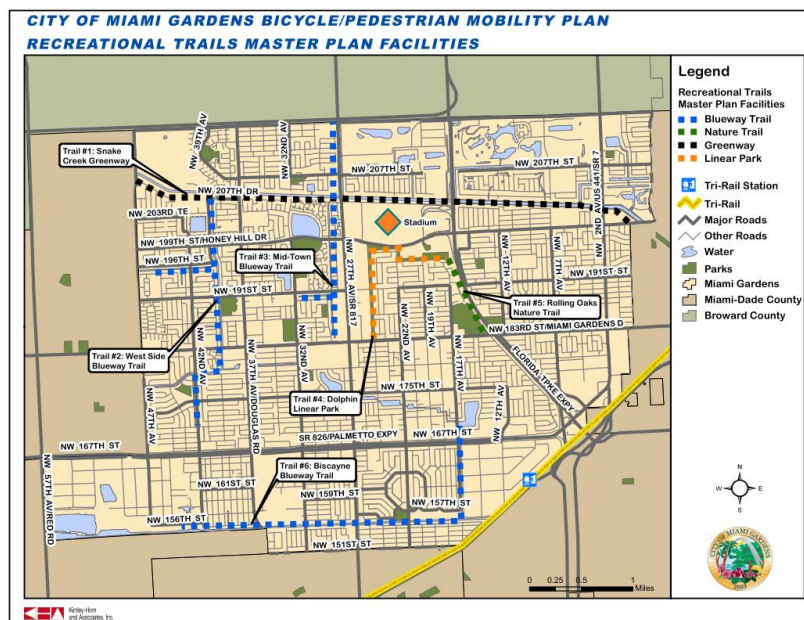 CITY OF MIAMI GARDENS BICYCLE/PEDESTRIAN MOBILITY PLAN
RECREATIONAL TRAILS MASTER PLAN FACILITIES
Legend
Recreational Trails
Master Plan Facilities
Blueway Trail
Nature Trail
Greenway
Linear Park
Tri-Rail Station
Tri-Rail
Major Roads
Other Roads
Water
Parks
Miami Gardens
Miami-Dade County
Broward County
NW 39TH AV
NW 32ND AV
Trail #1: Snake
Creek Greenway
NW 207TH ST
NW 207TH ST
NW 2ND AV/US 441/SR 7
NW 207TH DR
NW 203RD TE
Stadium
NW 199TH ST/HONEY HILL DR
NW 196TH ST
Trail #3: Mid-Town
Blueway Trail
NW 27TH AV/SR 817
NW 12TH AV
NW 7TH AV
NW 191ST ST
NW 191ST ST
Trail #5: Rolling Oaks
Nature Trail
NW 22ND AV
NW 19TH AV
NW 17TH AV
NW 183RD ST/MIAMI GARDENS D
Trail #2: West Side
Blueway Trail
NW 42ND AV
NW 37TH AV/DOUGLAS RD
NW 32ND AV
FLORIDA TPKE EXPY
NW 47TH AV
Trail #4: Dolphin
Linear Park
NW 175TH ST
NW 12TH AV
NW 167TH ST
SR 826/PALMETTO EXPY
NW 167TH ST
NW 57TH AV/RED RD
Trail #6: Biscayne
Blueway Trail
NW 161ST ST
NW 159TH ST
NW 157TH ST
NW 156TH ST
NW 151ST ST
N
W
E
S
CITY OF MIAMI GARDENS
2003
0 0.25 0.5 1
Miles
Kimley-Horn
and Associates, Inc.